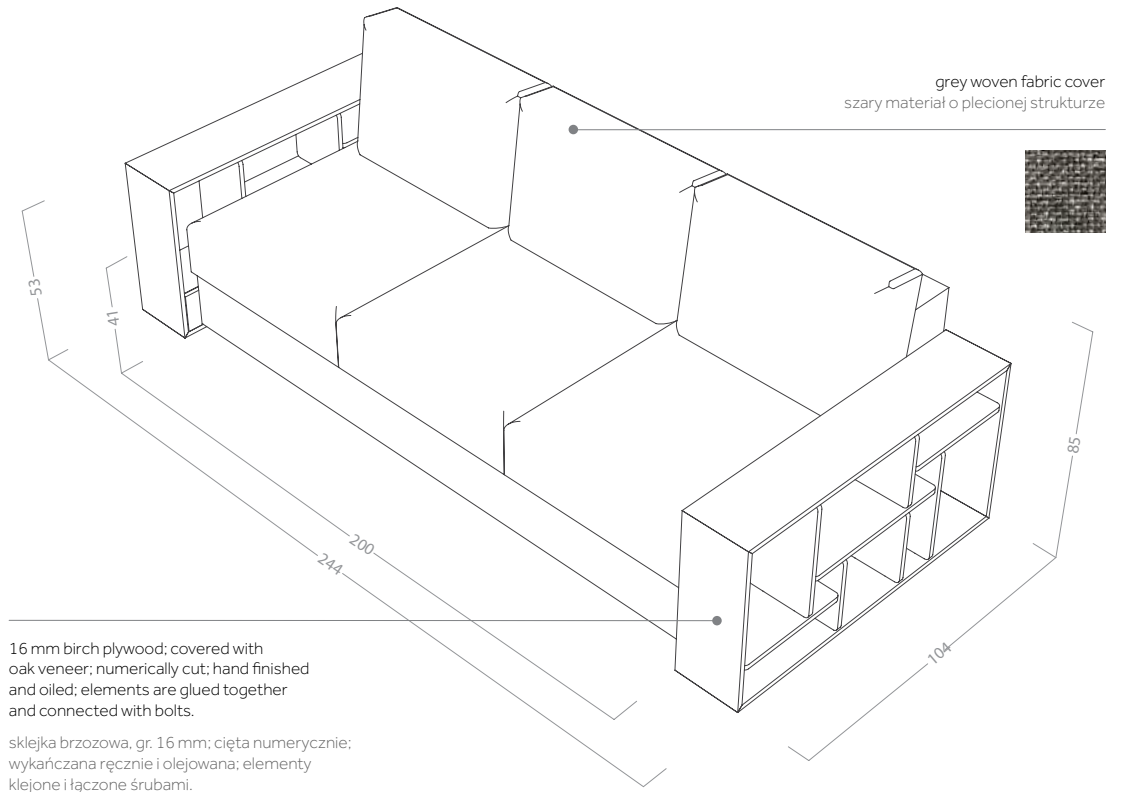 grey woven fabric cover
szary materiał o plecionej strukturze
53
41
85
200
244
104
16 mm birch plywood; covered with
oak veneer; numerically cut; hand finished
and oiled; elements are glued together
and connected with bolts.
sklejka brzozowa, gr. 16 mm; cięta numerycznie;
wykańczana ręcznie i olejowana; elementy
klejone i łączone śrubami.